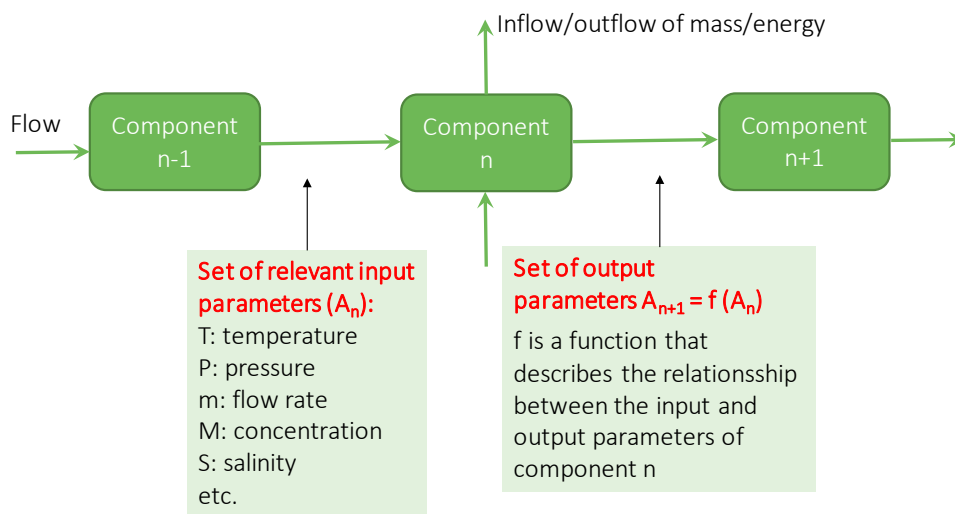 Inflow/outflow of mass/energy
Flow
Component
n-1
Component
n
Component
n+1
Set of relevant input
parameters (Aₙ):
T: temperature
P: pressure
m: flow rate
M: concentration
S: salinity
etc.
Set of output
parameters Aₙ₊₁ = f (Aₙ)
f is a function that
describes the relationsship
between the input and
output parameters of
component n